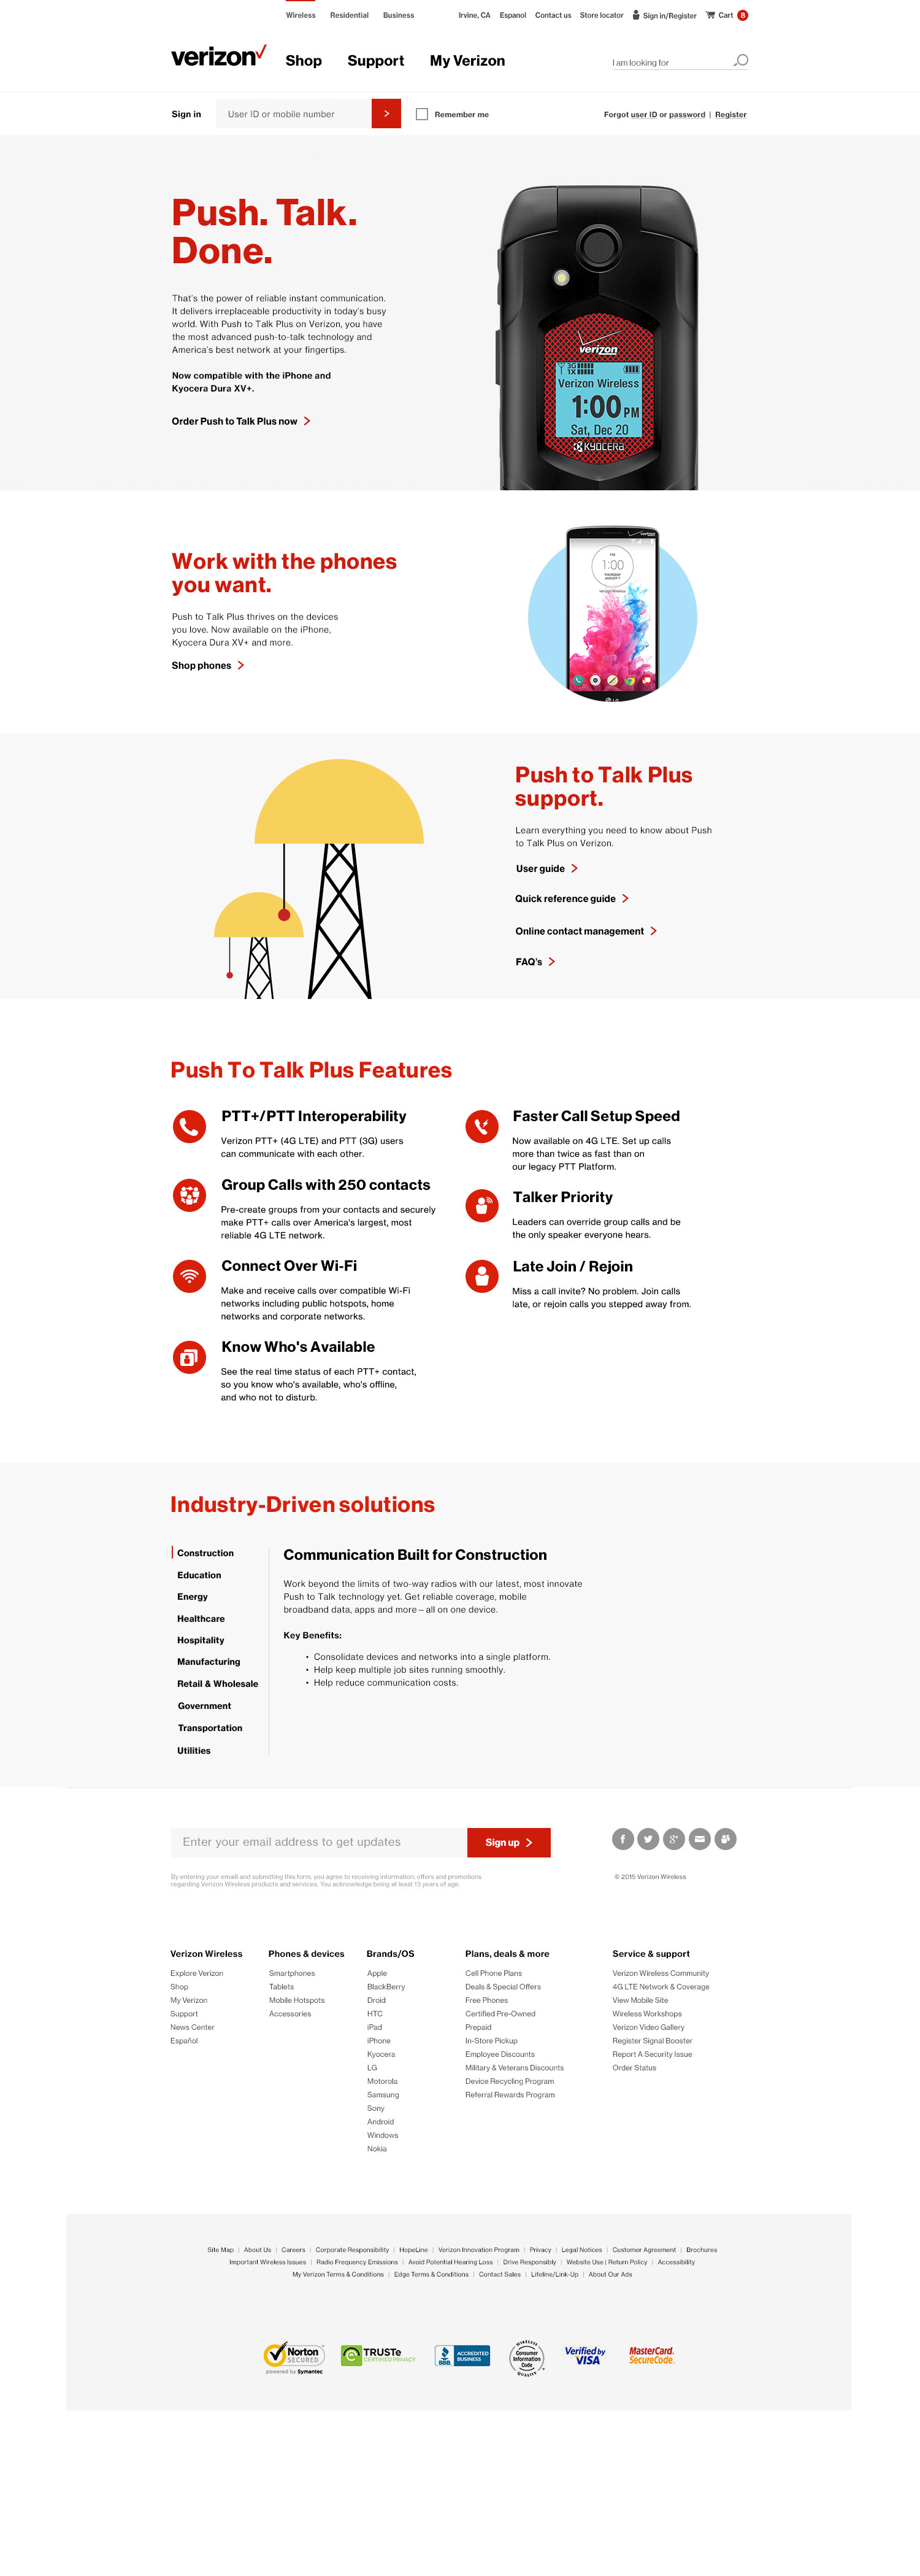 Wireless Residential Business Irvine, CA Espanol Contact us Store locator Sign in/Register Cart 8
verizon Shop Support My Verizon I am looking for
Sign in User ID or mobile number Remember me Forgot user ID or password | Register
Push. Talk.
Done.
That's the power of reliable instant communication.
It delivers irreplaceable productivity in today's busy
world. With Push to Talk Plus on Verizon, you have
the most advanced push-to-talk technology and
America's best network at your fingertips.
Now compatible with the iPhone and
Kyocera Dura XV+.
Order Push to Talk Plus now
verizon
3G
Verizon Wireless
1:00 PM
Sat, Dec 20
KYOCERA
Work with the phones
you want.
Push to Talk Plus thrives on the devices
you love. Now available on the iPhone,
Kyocera Dura XV+ and more.
Shop phones
verizon
PM
1:00
THURSDAY
AUGUST 7
Verizon Wireless
LG
Push to Talk Plus
support.
Learn everything you need to know about Push
to Talk Plus on Verizon.
User guide
Quick reference guide
Online contact management
FAQ's
Push To Talk Plus Features
PTT+/PTT Interoperability
Verizon PTT+ (4G LTE) and PTT (3G) users
can communicate with each other.
Group Calls with 250 contacts
Pre-create groups from your contacts and securely
make PTT+ calls over America's largest, most
reliable 4G LTE network.
Connect Over Wi-Fi
Make and receive calls over compatible Wi-Fi
networks including public hotspots, home
networks and corporate networks.
Know Who's Available
See the real time status of each PTT+ contact,
so you know who's available, who's offline,
and who not to disturb.
Faster Call Setup Speed
Now available on 4G LTE. Set up calls
more than twice as fast than on
our legacy PTT Platform.
Talker Priority
Leaders can override group calls and be
the only speaker everyone hears.
Late Join / Rejoin
Miss a call invite? No problem. Join calls
late, or rejoin calls you stepped away from.
Industry-Driven solutions
Construction
Education
Energy
Healthcare
Hospitality
Manufacturing
Retail & Wholesale
Government
Transportation
Utilities
Communication Built for Construction
Work beyond the limits of two-way radios with our latest, most innovate
Push to Talk technology yet. Get reliable coverage, mobile
broadband data, apps and more – all on one device.
Key Benefits:
• Consolidate devices and networks into a single platform.
• Help keep multiple job sites running smoothly.
• Help reduce communication costs.
Enter your email address to get updates Sign up
By entering your emaill and submitting this form, you agree to receiving information, offers and promotions
regarding Verizon Wireless products and services. You acknowledge being at least 13 years of age.
© 2015 Verizon Wireless
Verizon Wireless
Explore Verizon
Shop
My Verizon
Support
News Center
Español
Phones & devices
Smartphones
Tablets
Mobile Hotspots
Accessories
Brands/OS
Apple
BlackBerry
Droid
HTC
iPad
iPhone
Kyocera
LG
Motorola
Samsung
Sony
Android
Windows
Nokia
Plans, deals & more
Cell Phone Plans
Deals & Special Offers
Free Phones
Certified Pre-Owned
Prepaid
In-Store Pickup
Employee Discounts
Military & Veterans Discounts
Device Recycling Program
Referral Rewards Program
Service & support
Verizon Wireless Community
4G LTE Network & Coverage
View Mobile Site
Wireless Workshops
Verizon Video Gallery
Register Signal Booster
Report A Security Issue
Order Status
Site Map | About Us | Careers | Corporate Responsibility | HopeLine | Verizon Innovation Program | Privacy | Legal Notices | Customer Agreement | Brochures
Important Wireless Issues | Radio Frequency Emissions | Avoid Potential Hearing Loss | Drive Responsibly | Website Use | Return Policy | Accessibility
My Verizon Terms & Conditions | Edge Terms & Conditions | Contact Sales | Lifeline/Link-Up | About Our Ads
Norton
SECURED
powered by Symantec
TRUSTe
CERTIFIED PRIVACY
BBB
ACCREDITED
BUSINESS
WIRELESS
Consumer
Information
Code
QUALITY
Verified by
VISA
MasterCard.
SecureCode.